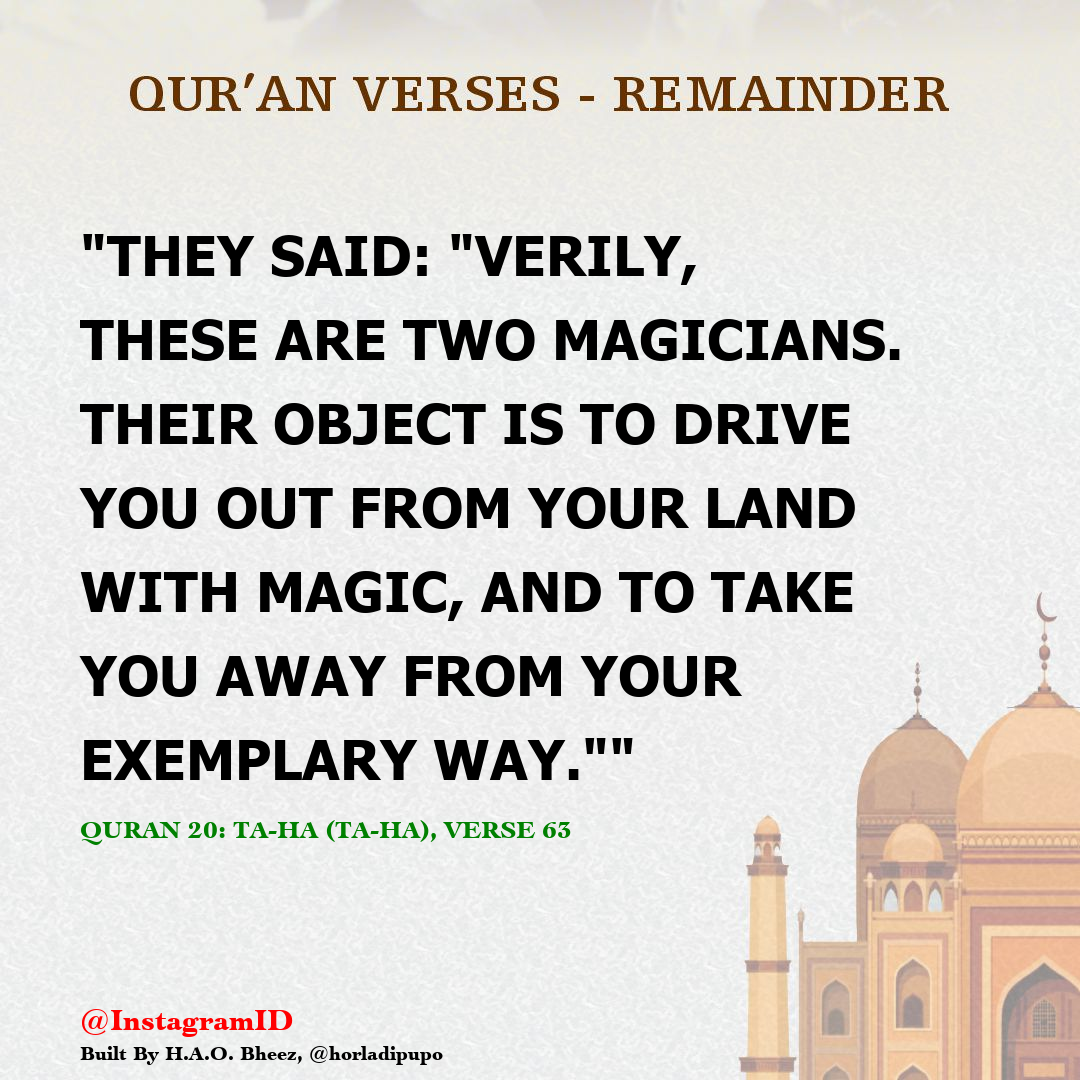 QUR'AN VERSES - REMAINDER
"THEY SAID: "VERILY,
THESE ARE TWO MAGICIANS.
THEIR OBJECT IS TO DRIVE
YOU OUT FROM YOUR LAND
WITH MAGIC, AND TO TAKE
YOU AWAY FROM YOUR
EXEMPLARY WAY.""
QURAN 20: TA-HA (TA-HA), VERSE 63
@InstagramID
Built By H.A.O. Bheez, @horladipupo